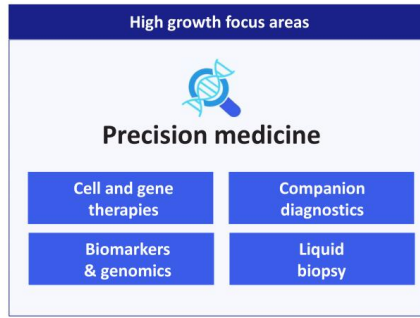 High growth focus areas
Precision medicine
Cell and gene
therapies
Companion
diagnostics
Biomarkers
& genomics
Liquid
biopsy